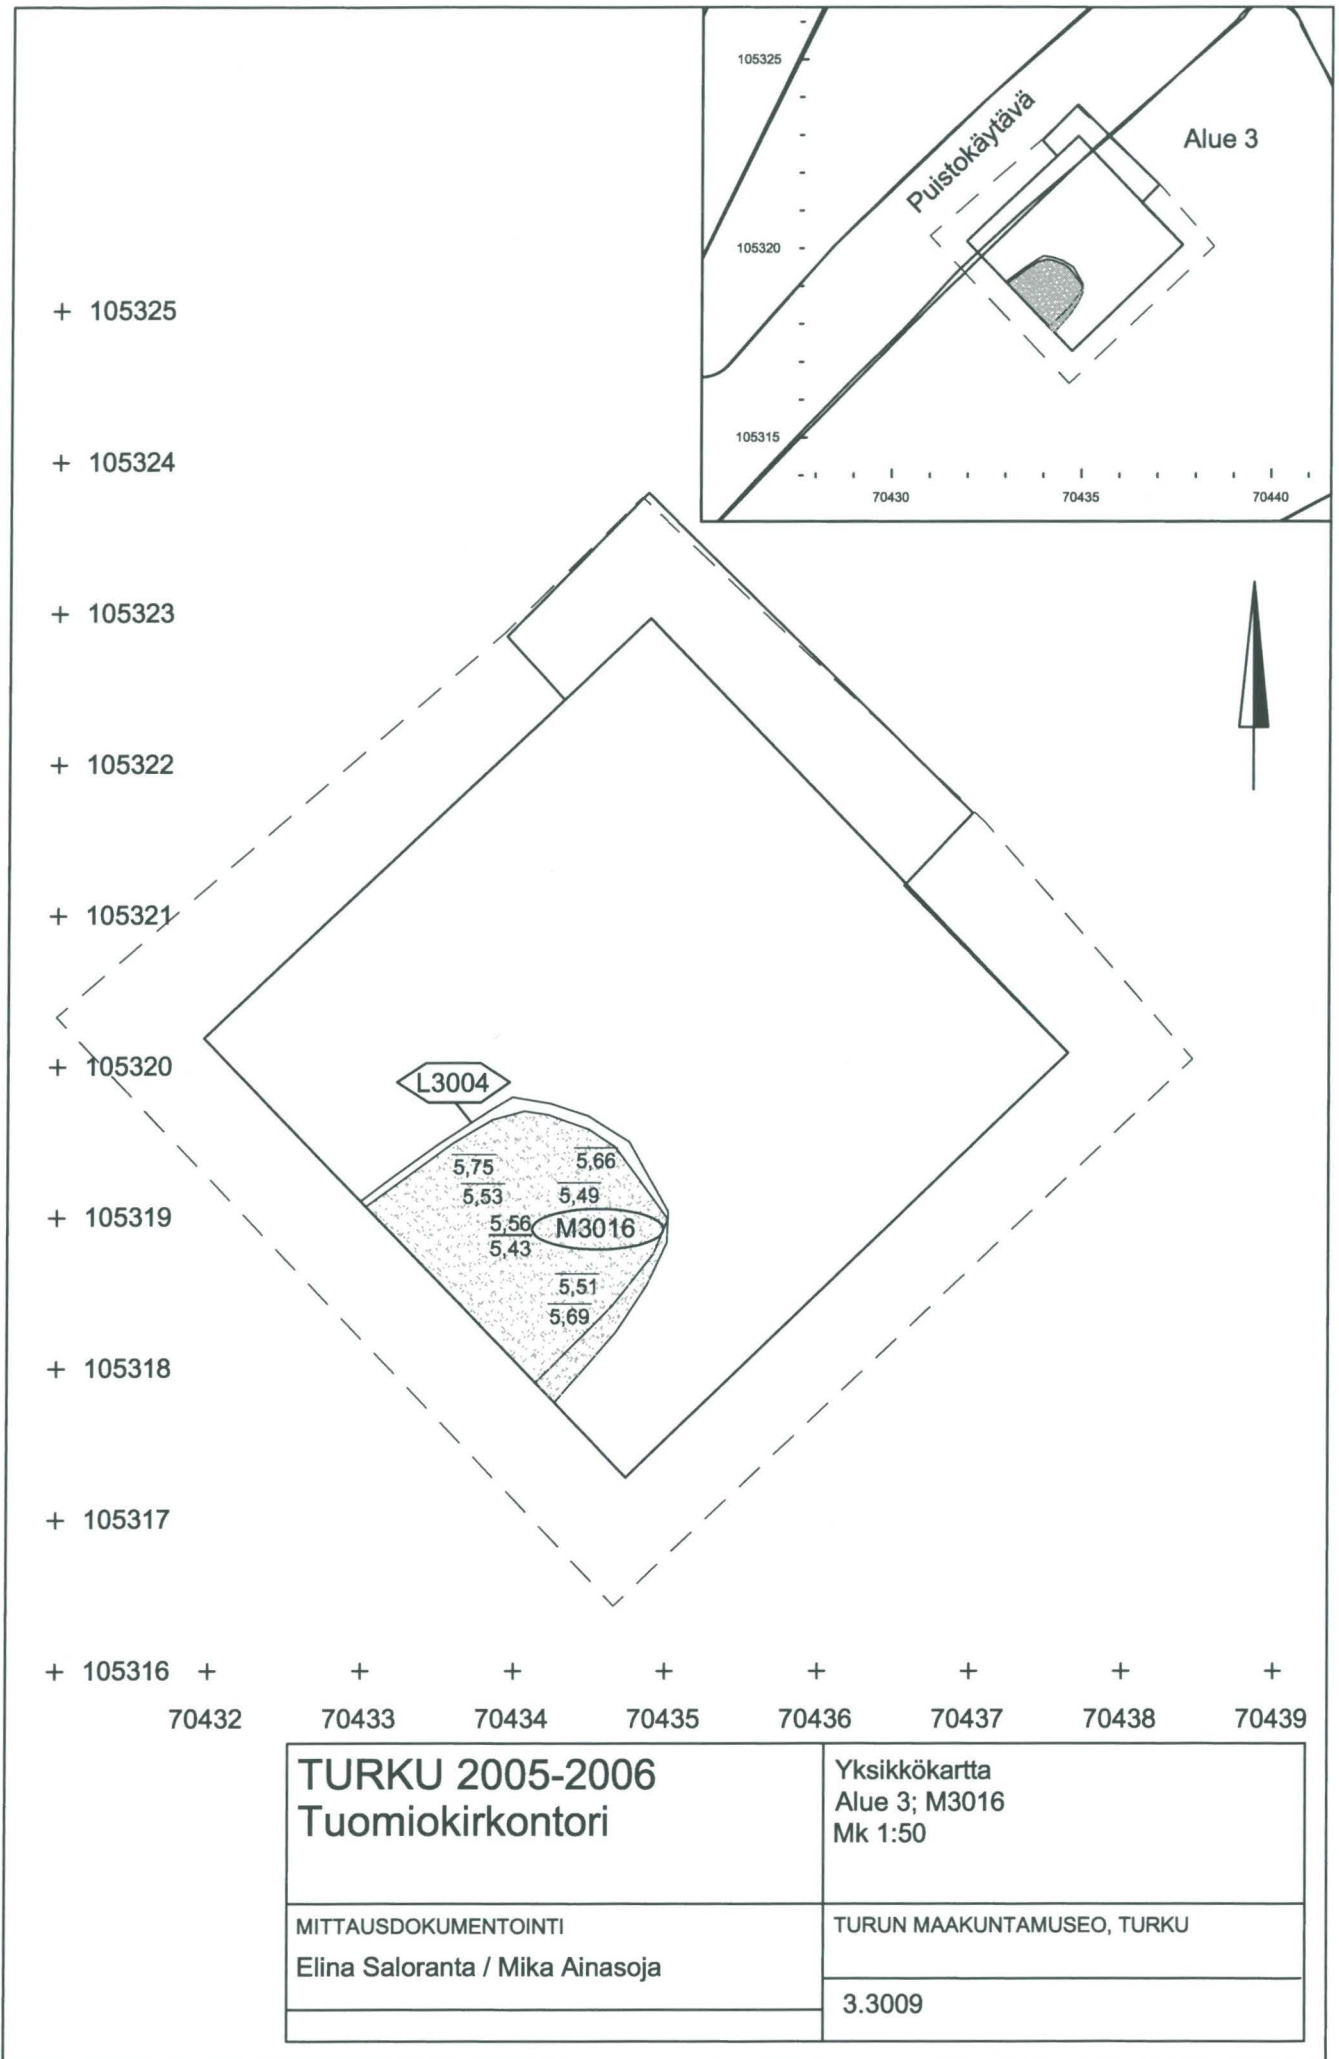 105325
Puistokäytävä
Alue 3
105320
105315
70430 70435 70440
105325
105324
105323
105322
105321
105320
L3004
5,75 5,66
5,53 5,49
105319
5,56
M3016
5,43
5,51
5,69
105318
105317
105316
70432 70433 70434 70435 70436 70437 70438 70439
TURKU 2005-2006
Tuomiokirkontori
Yksikkökartta
Alue 3; M3016
Mk 1:50
MITTAUSDOKUMENTOINTI
Elina Saloranta / Mika Ainasoja
TURUN MAAKUNTAMUSEO, TURKU
3.3009